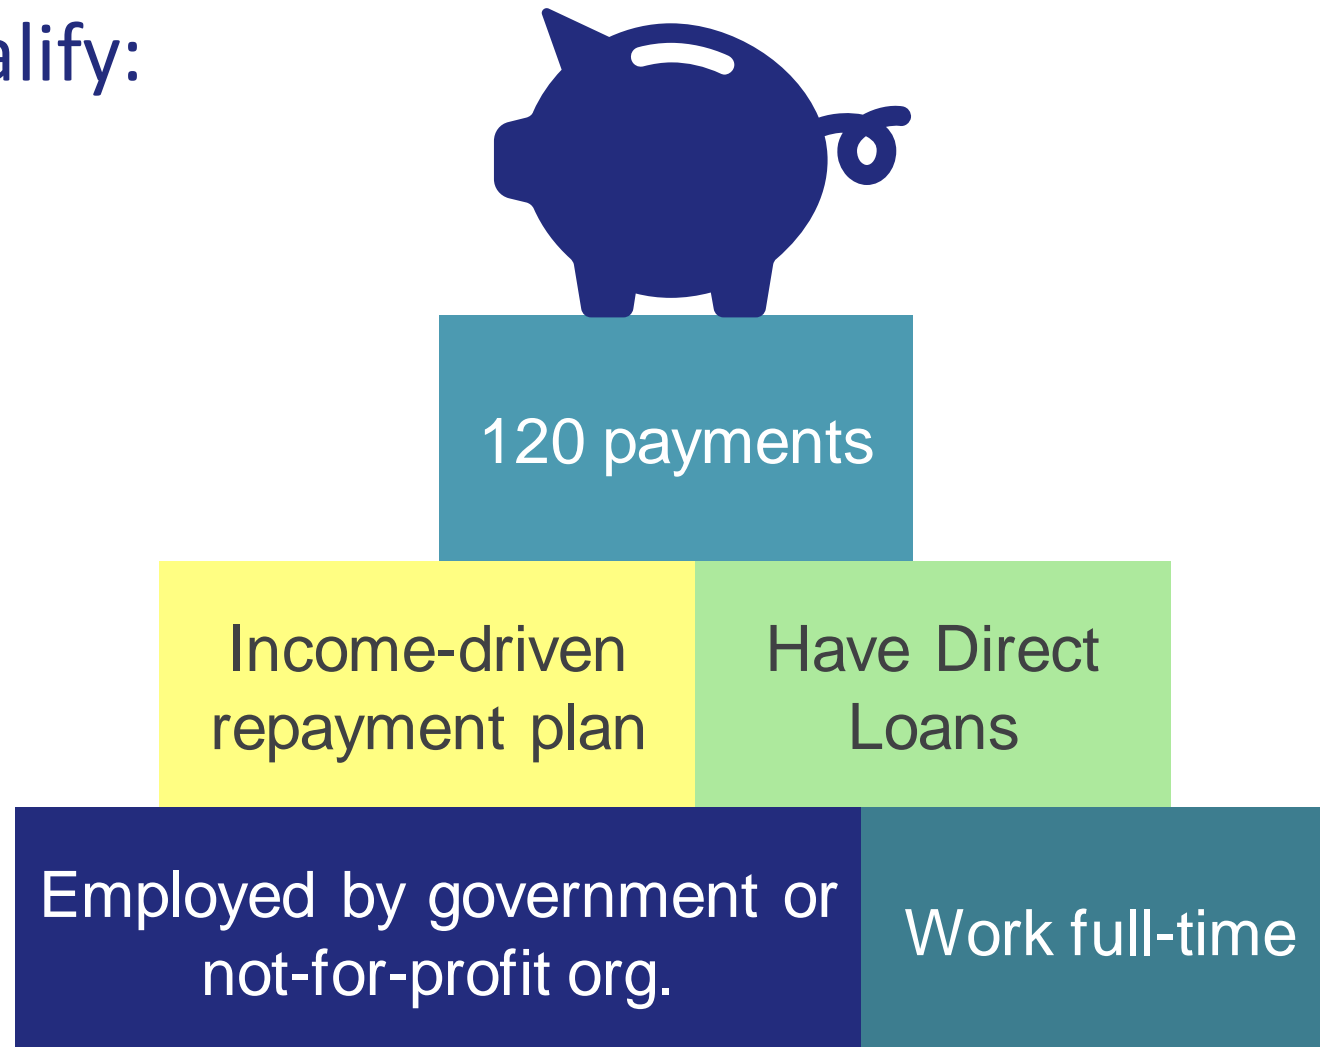 alify:
120 payments
Income-driven
repayment plan
Have Direct
Loans
Employed by government or
not-for-profit org.
Work full-time